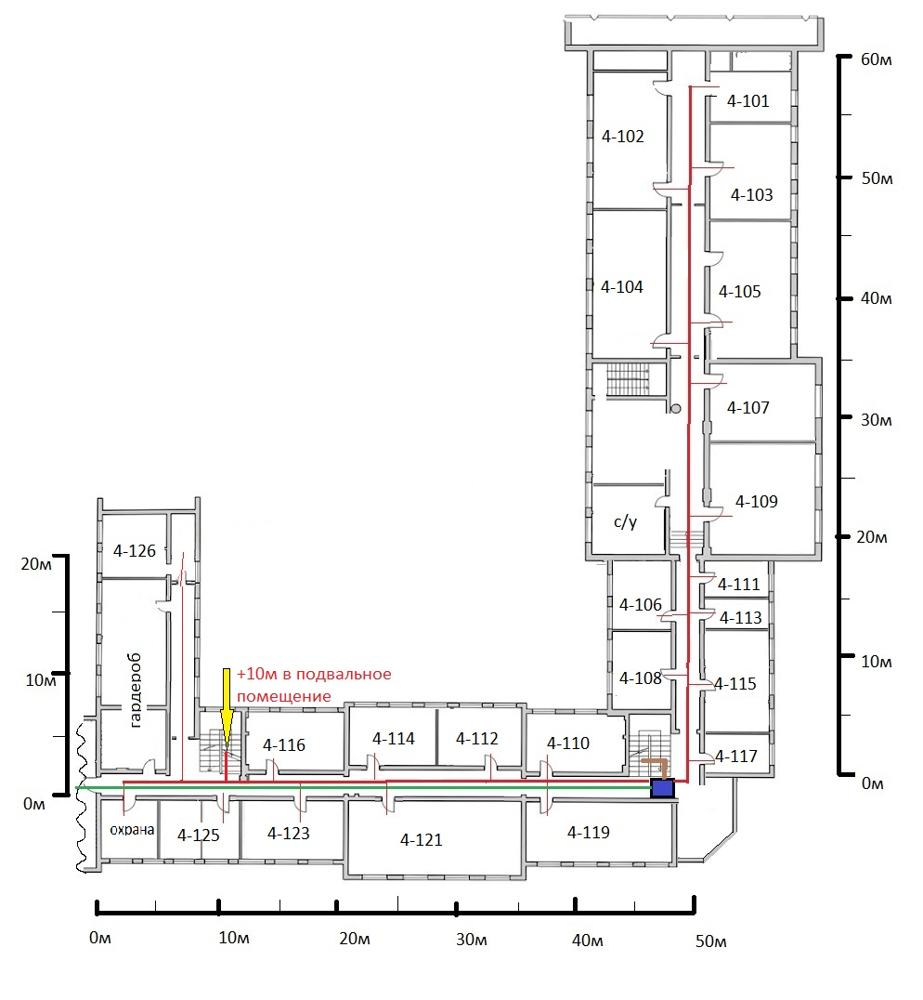 60м
4-101
4-102
50м
4-103
4-104
4-105
40м
4-107
30м
4-109
с/у
20м
4-126
20м
4-111
4-106
4-113
гардероб
+10м в подвальное
помещение
10м
10м
4-108
4-115
4-116
4-114
4-112
4-110
4-117
0м
0м
охрана
4-125
4-123
4-121
4-119
0м
10м
20м
30м
40м
50м